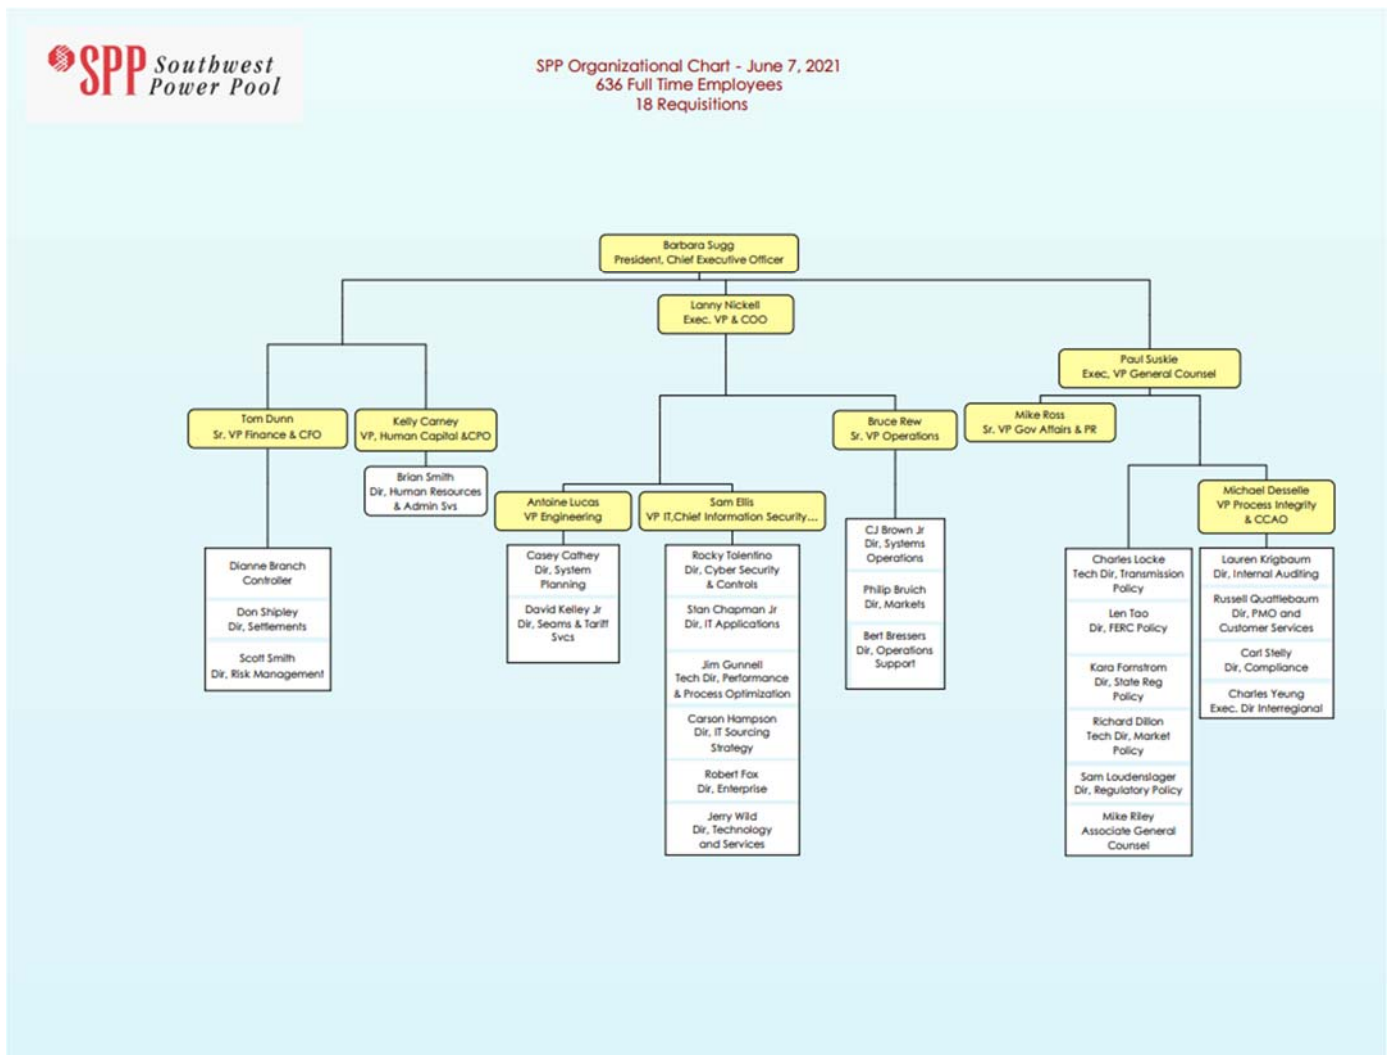 SPP Southwest
Power Pool
SPP Organizational Chart - June 7, 2021
636 Full Time Employees
18 Requisitions
Barbara Sugg
President, Chief Executive Officer
Lanny Nickell
Exec. VP & COO
Paul Suskie
Exec, VP General Counsel
Tom Dunn
Sr. VP Finance & CFO
Kelly Carney
VP, Human Capital &CPO
Bruce Rew
Sr. VP Operations
Mike Ross
Sr. VP Gov Affairs & PR
Brian Smith
Dir, Human Resources
& Admin Svs
Antoine Lucas
VP Engineering
Sam Ellis
VP IT,Chief Information Security...
Michael Desselle
VP Process Integrity
& CCAO
Dianne Branch
Controller
Don Shipley
Dir, Settlements
Scott Smith
Dir, Risk Management
Casey Cathey
Dir, System
Planning
David Kelley Jr
Dir, Seams & Tariff
Svcs
Rocky Tolentino
Dir, Cyber Security
& Controls
Stan Chapman Jr
Dir, IT Applications
Jim Gunnell
Tech Dir, Performance
& Process Optimization
Carson Hampson
Dir, IT Sourcing
Strategy
Robert Fox
Dir, Enterprise
Jerry Wild
Dir, Technology
and Services
CJ Brown Jr
Dir, Systems
Operations
Philip Bruich
Dir, Markets
Bert Bressers
Dir, Operations
Support
Charles Locke
Tech Dir, Transmission
Policy
Len Tao
Dir, FERC Policy
Kara Fornstrom
Dir, State Reg
Policy
Richard Dillon
Tech Dir, Market
Policy
Sam Loudenslager
Dir, Regulatory Policy
Mike Riley
Associate General
Counsel
Lauren Krigbaum
Dir, Internal Auditing
Russell Quattlebaum
Dir, PMO and
Customer Services
Carl Stelly
Dir, Compliance
Charles Yeung
Exec. Dir Interregional